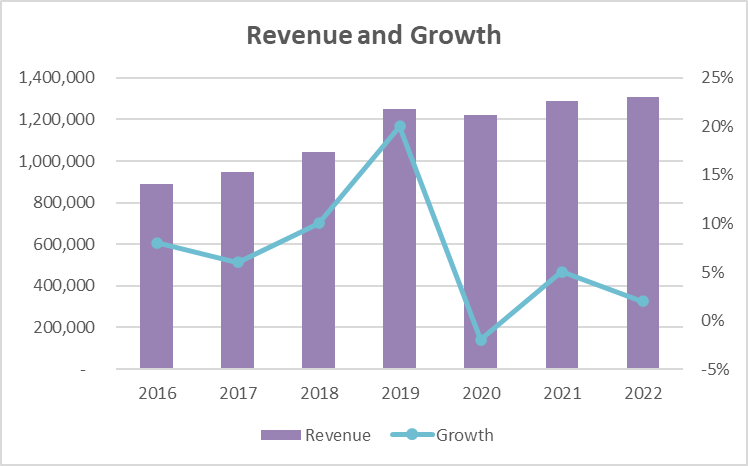 Revenue and Growth
1,400,000 25%
1,200,000 20%
1,000,000 15%
800,000 10%
600,000 5%
400,000 0%
200,000 -5%
-
2016 2017 2018 2019 2020 2021 2022
Revenue Growth